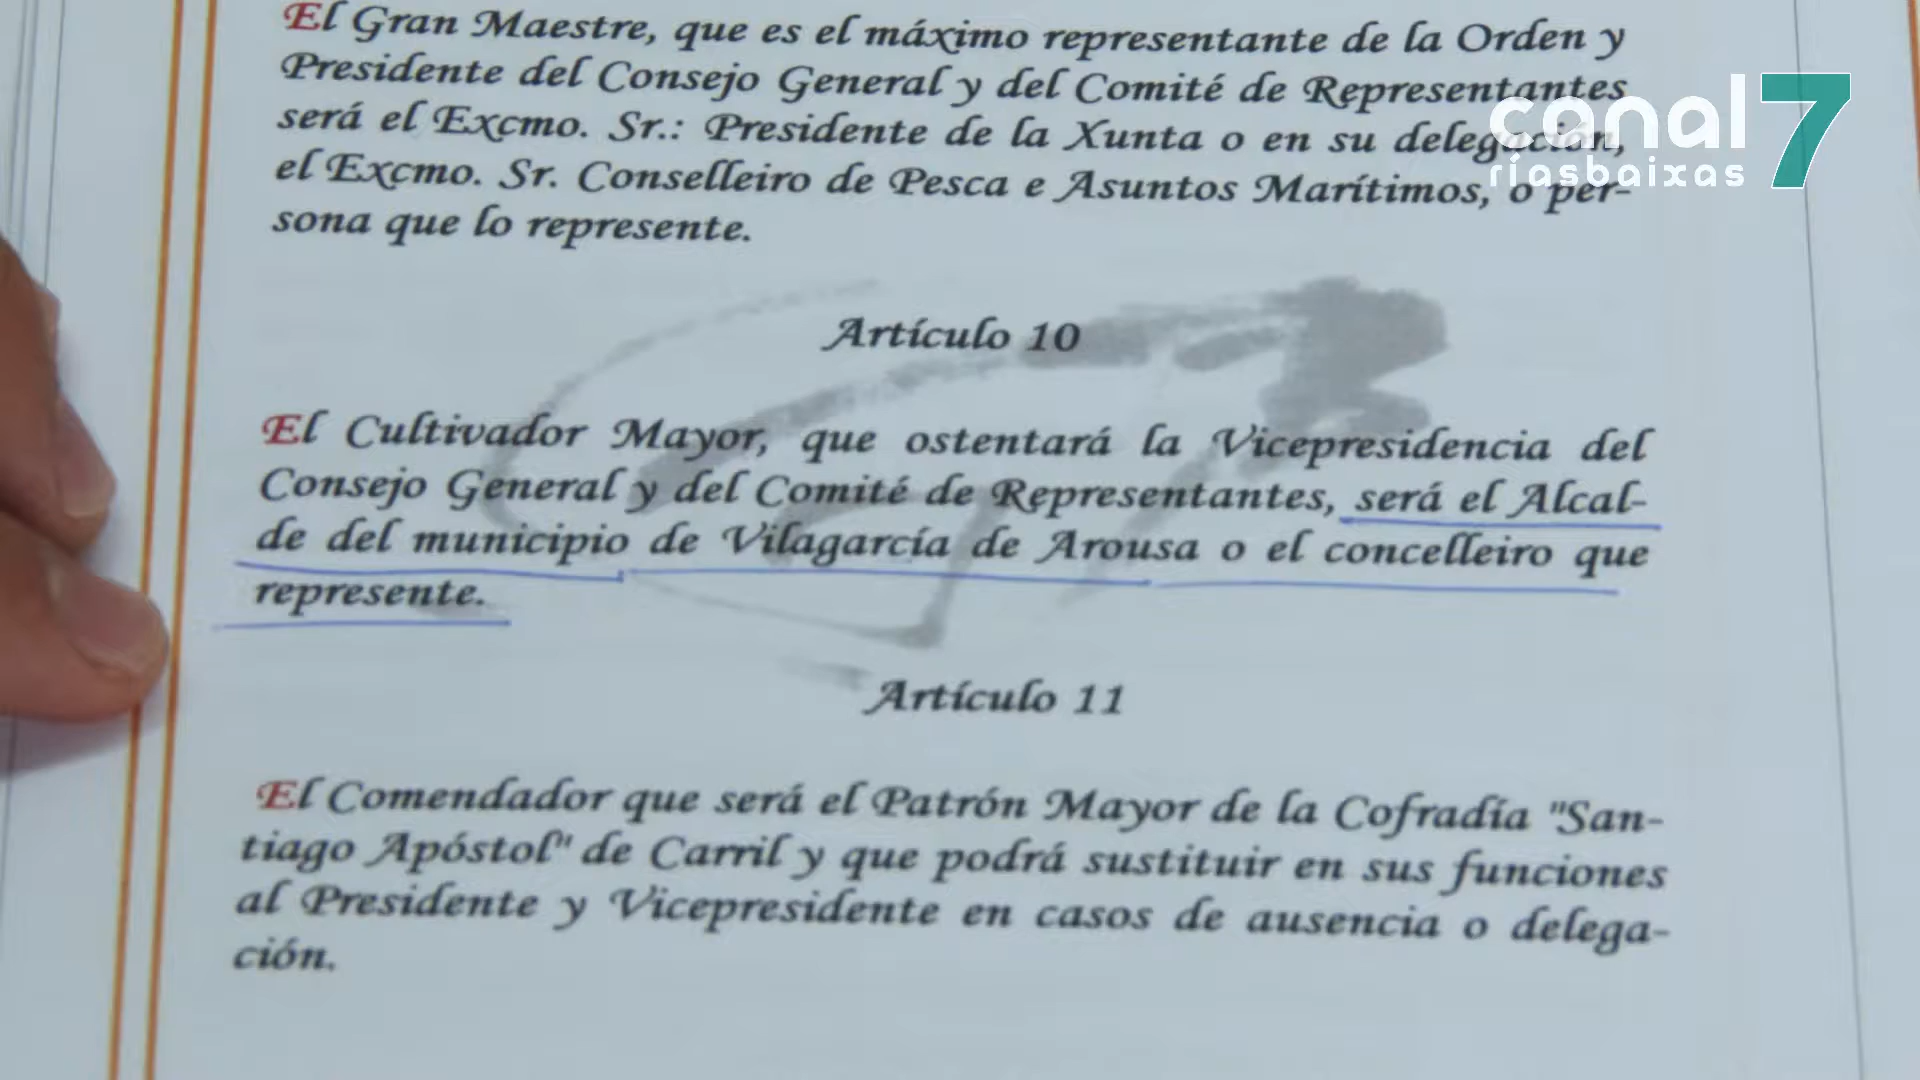 El Gran Maestre, que es el máximo representante de la Orden y
Presidente del Consejo General y del Comité de Representantes
será el Excmo. Sr.: Presidente de la Xunta o en su delegación,
el Excmo. Sr. Conselleiro de Pesca e Asuntos Marítimos, o per-
sona que lo represente.
canal 7
ríasbaixas
Artículo 10
El Cultivador Mayor, que ostentará la Vicepresidencia del
Consejo General y del Comité de Representantes, será el Alcal-
de del municipio de Vilagarcía de Arousa o el concelleiro que
represente.
Artículo 11
El Comendador que será el Patrón Mayor de la Cofradía "San-
tiago Apóstol" de Carril y que podrá sustituir en sus funciones
al Presidente y Vicepresidente en casos de ausencia o delega-
ción.